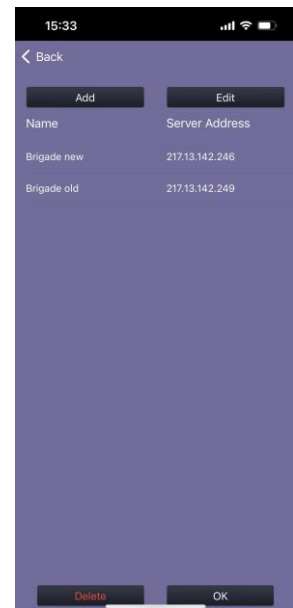 15:33
Back
Add Edit
Name Server Address
Brigade new 217.13.142.246
Brigade old 217.13.142.249
Delete OK